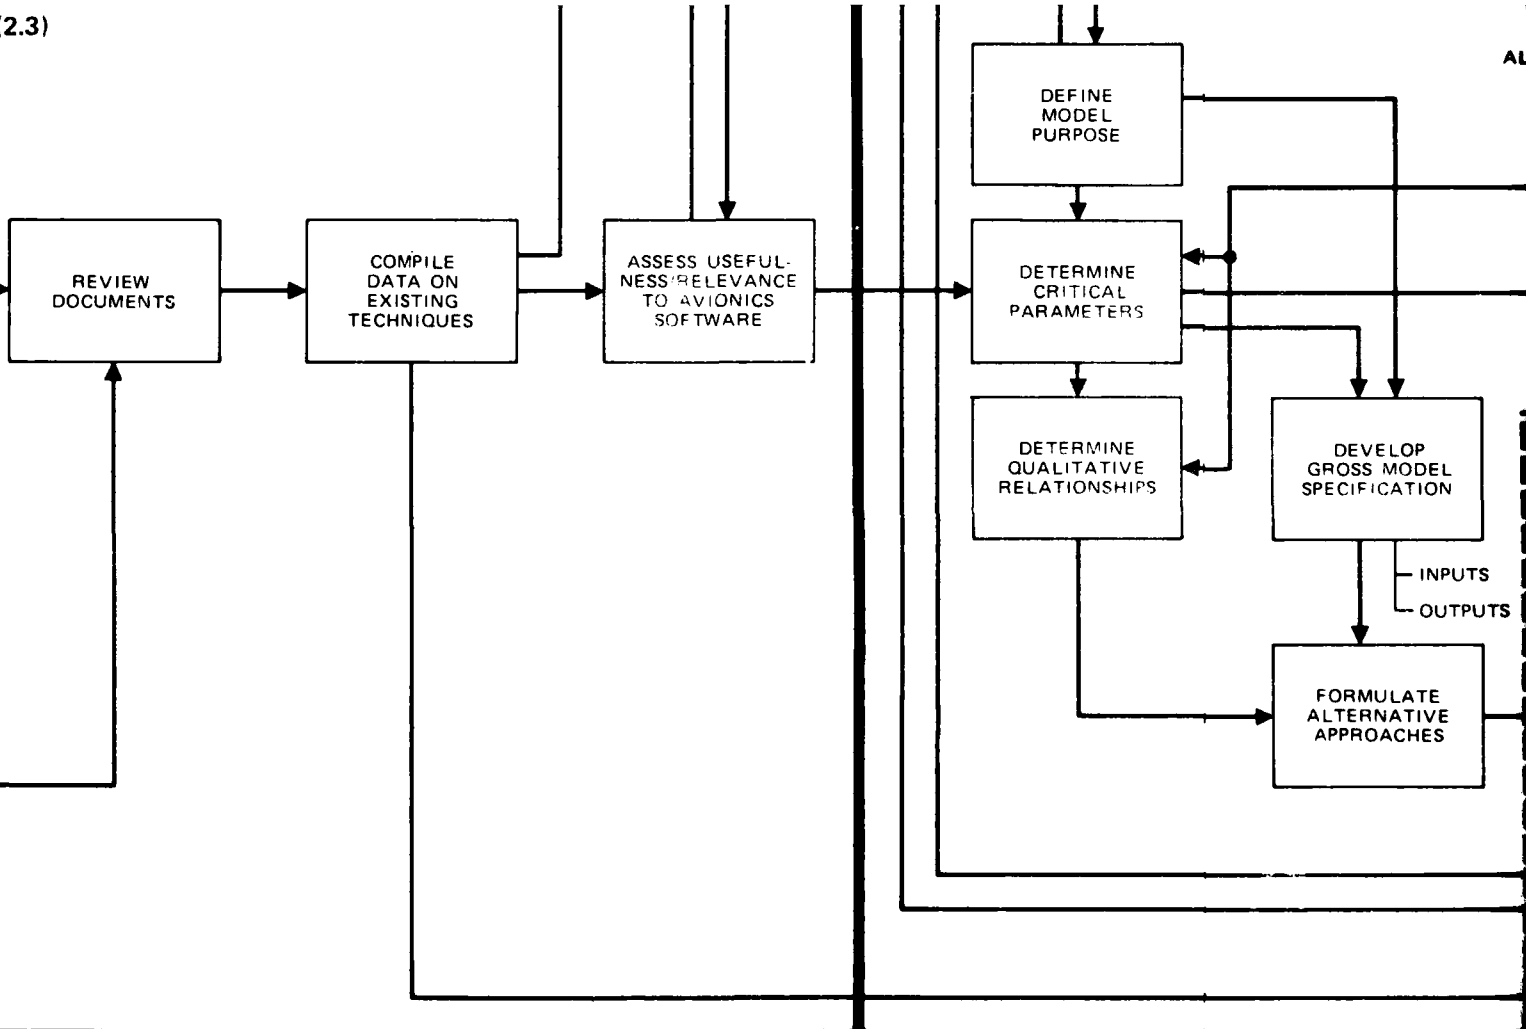 (2.3)
AL
DEFINE
MODEL
PURPOSE
REVIEW
DOCUMENTS
COMPILE
DATA ON
EXISTING
TECHNIQUES
ASSESS USEFUL-
NESS/RELEVANCE
TO AVIONICS
SOFTWARE
DETERMINE
CRITICAL
PARAMETERS
DETERMINE
QUALITATIVE
RELATIONSHIPS
DEVELOP
GROSS MODEL
SPECIFICATION
INPUTS
OUTPUTS
FORMULATE
ALTERNATIVE
APPROACHES